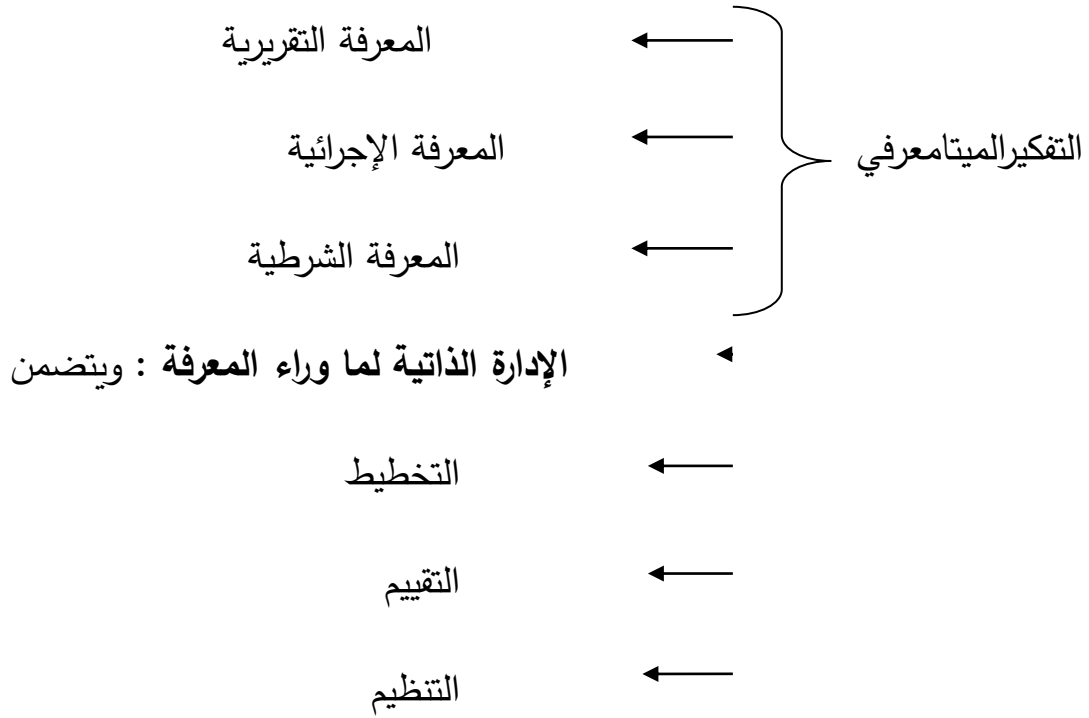 المعرفة التقريرية
التفكيرالميتامعرفي المعرفة الإجرائية
المعرفة الشرطية
الإدارة الذاتية لما وراء المعرفة : ويتضمن
التخطيط
التقييم
التنظيم